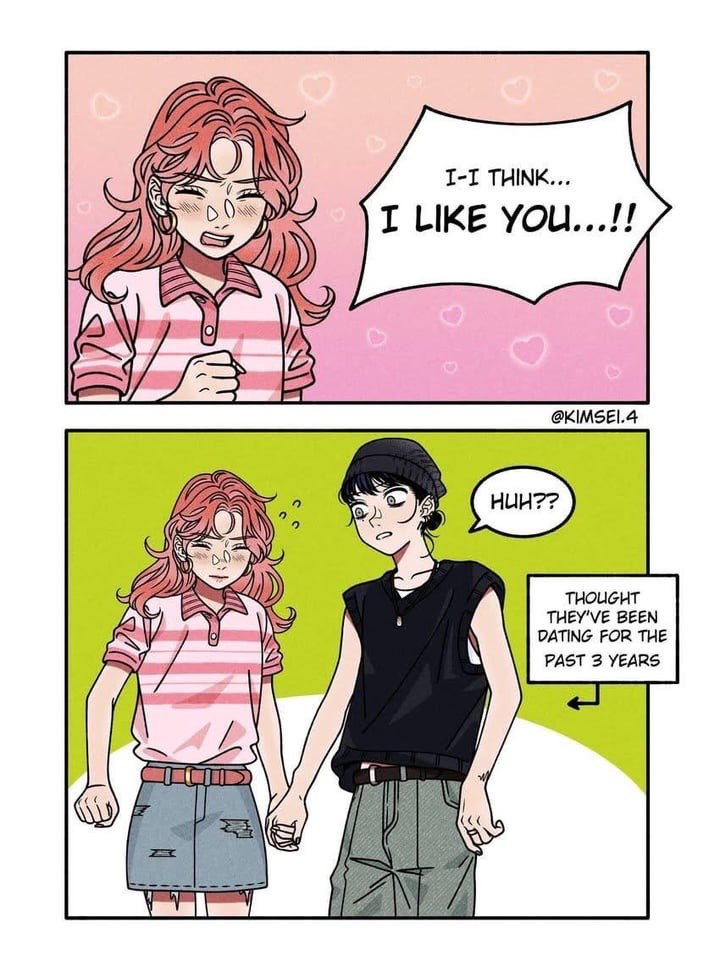 I-I THINK...
I LIKE YOU...!!
@KIMSEI.4
HUH??
THOUGHT
THEY'VE BEEN
DATING FOR THE
PAST 3 YEARS